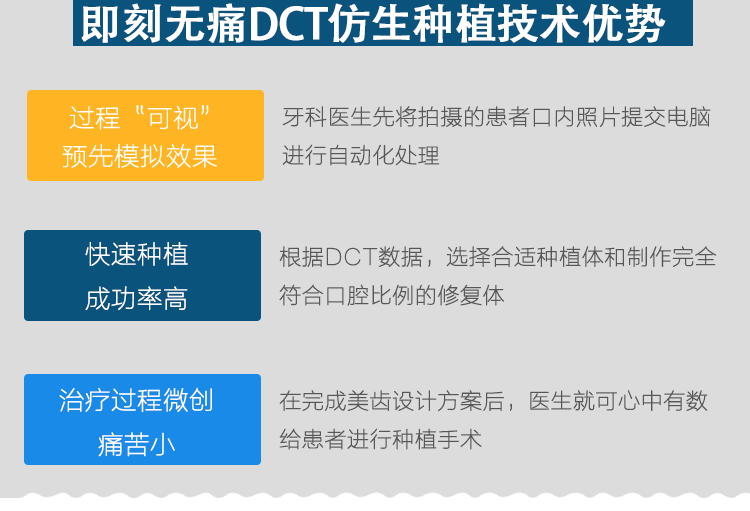 即刻无痛DCT仿生种植技术优势
过程“可视”
预先模拟效果
牙科医生先将拍摄的患者口内照片提交电脑
进行自动化处理
快速种植
成功率高
根据DCT数据，选择合适种植体和制作完全
符合口腔比例的修复体
治疗过程微创
痛苦小
在完成美齿设计方案后，医生就可心中有数
给患者进行种植手术